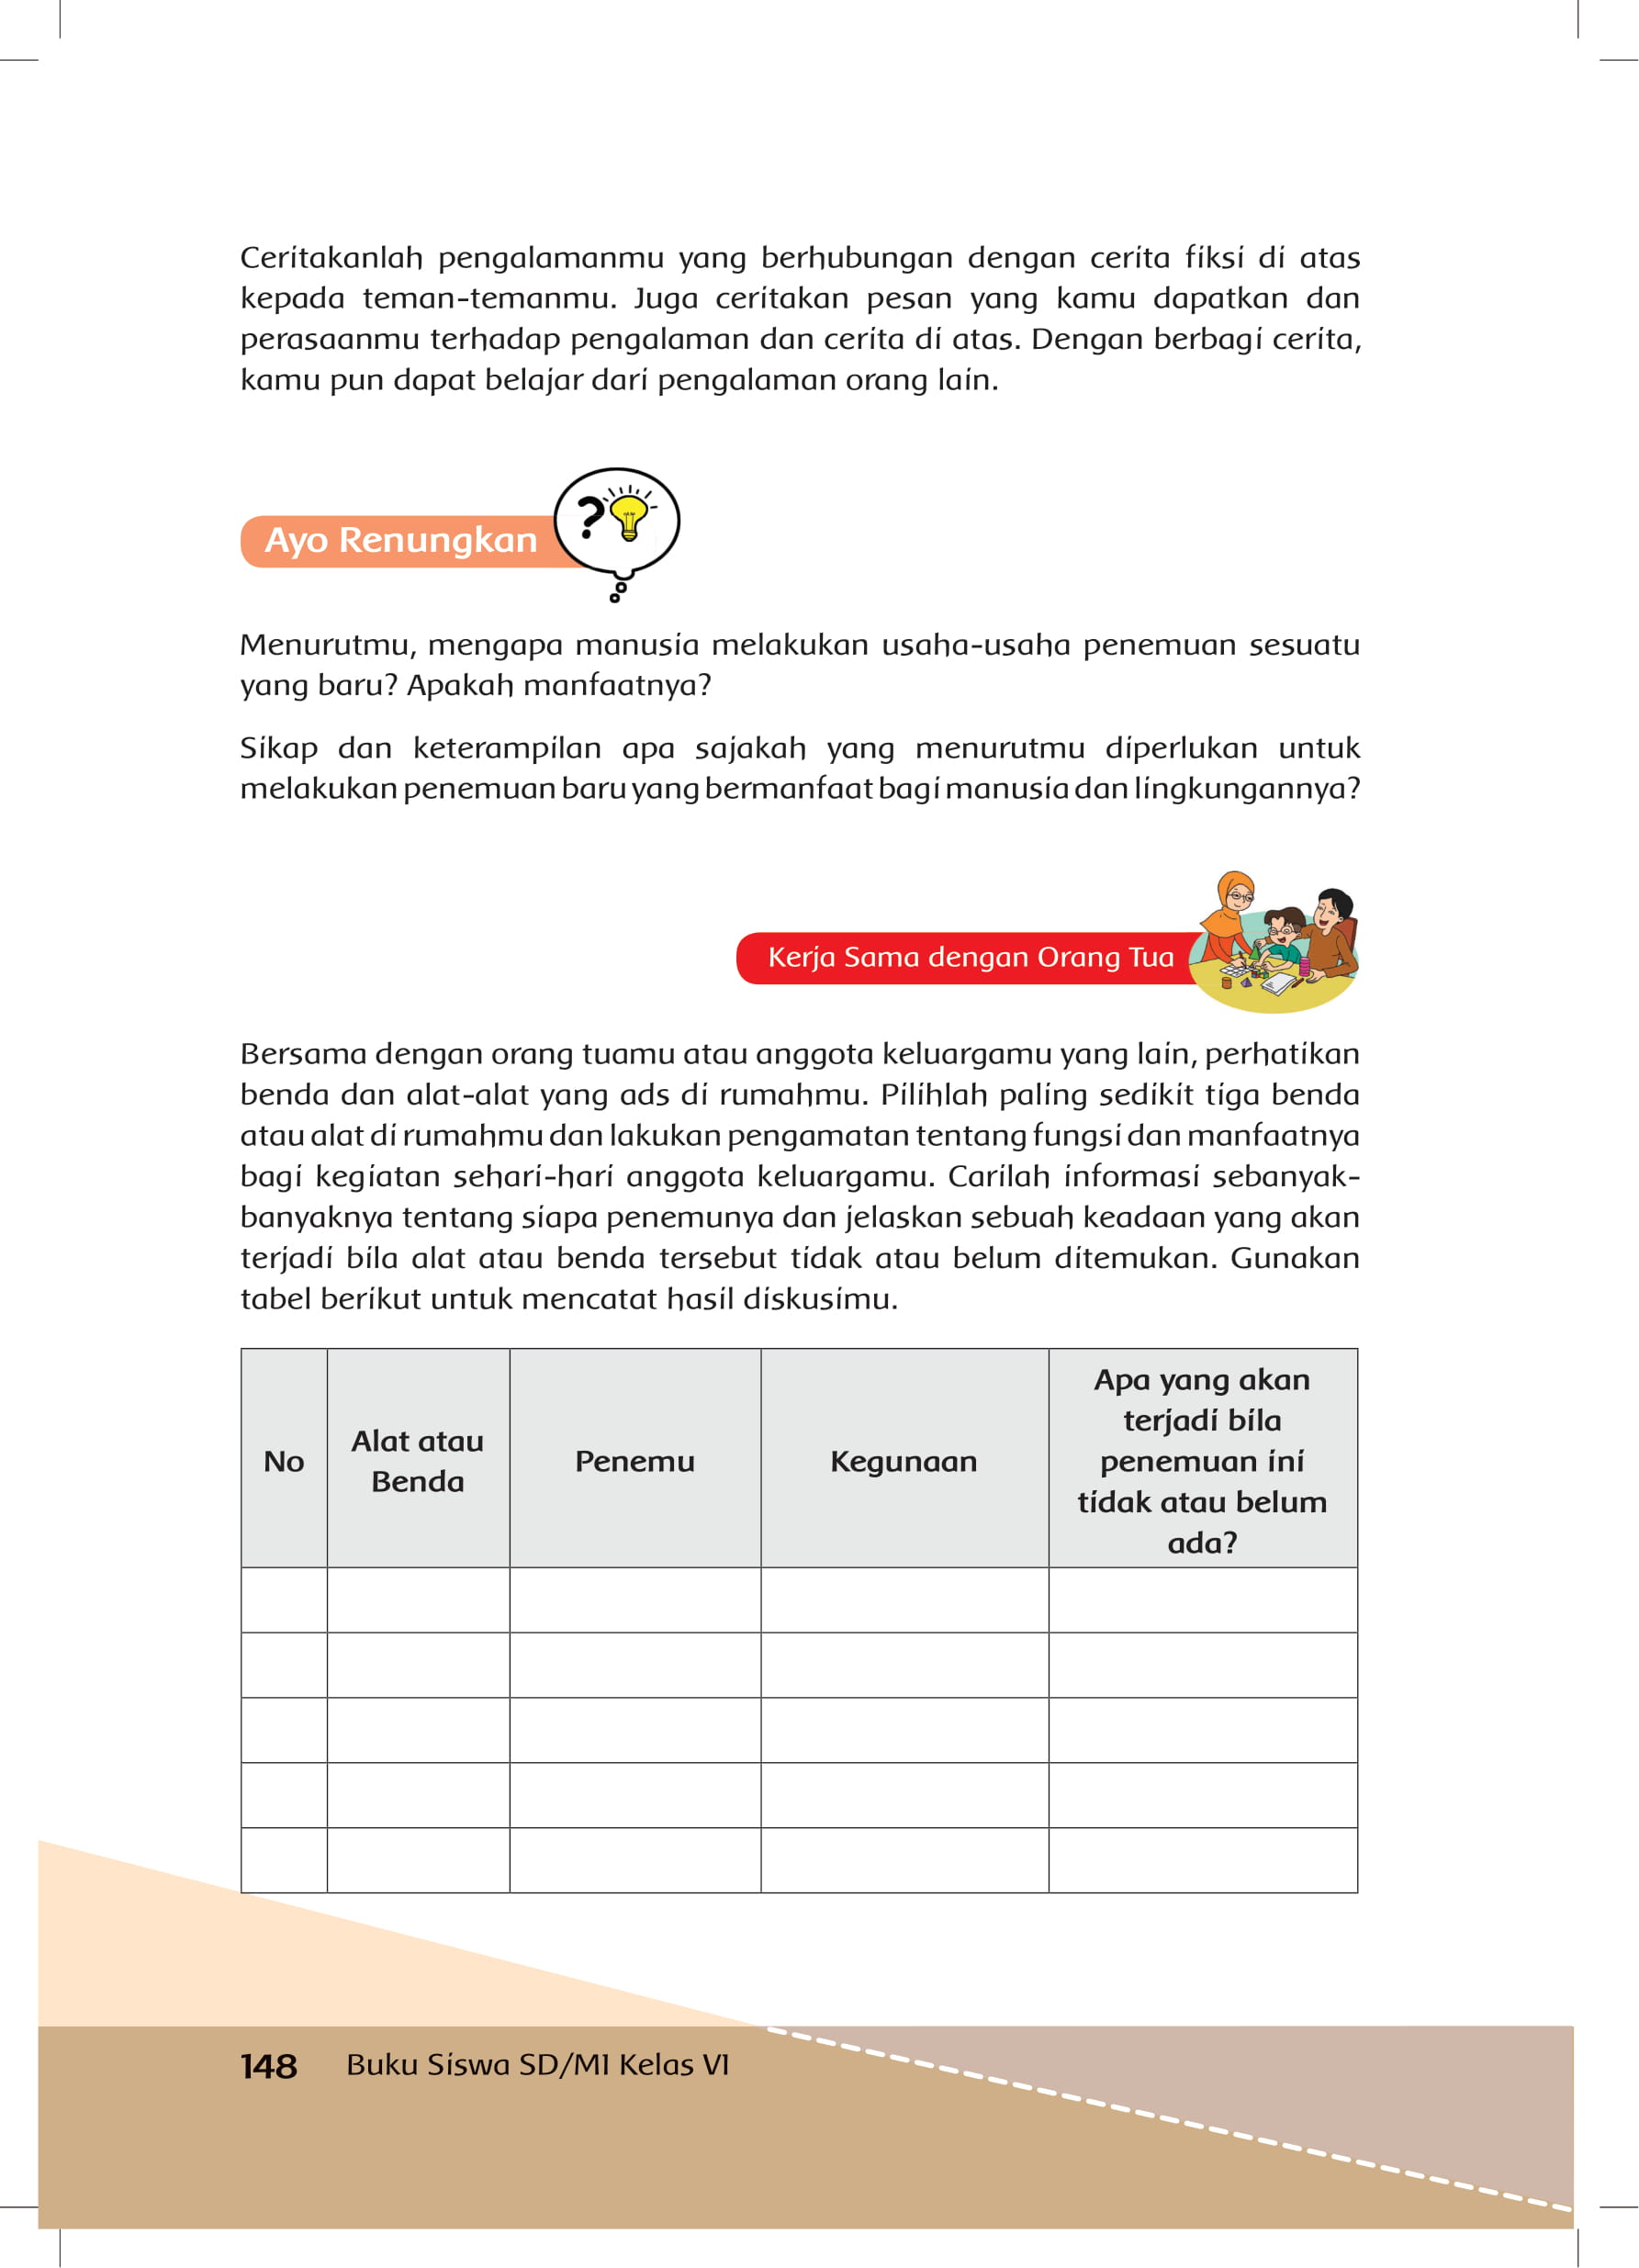 Ceritakanlah pengalamanmu yang berhubungan dengan cerita fiksi di atas
kepada teman-temanmu. Juga ceritakan pesan yang kamu dapatkan dan
perasaanmu terhadap pengalaman dan cerita di atas. Dengan berbagi cerita,
kamu pun dapat belajar dari pengalaman orang lain.
Ayo Renungkan
Menurutmu, mengapa manusia melakukan usaha-usaha penemuan sesuatu
yang baru? Apakah manfaatnya?
Sikap dan keterampilan apa sajakah yang menurutmu diperlukan untuk
melakukan penemuan baru yang bermanfaat bagi manusia dan lingkungannya?
Kerja Sama dengan Orang Tua
Bersama dengan orang tuamu atau anggota keluargamu yang lain, perhatikan
benda dan alat-alat yang ads di rumahmu. Pilihlah paling sedikit tiga benda
atau alat di rumahmu dan lakukan pengamatan tentang fungsi dan manfaatnya
bagi kegiatan sehari-hari anggota keluargamu. Carilah informasi sebanyak-
banyaknya tentang siapa penemunya dan jelaskan sebuah keadaan yang akan
terjadi bila alat atau benda tersebut tidak atau belum ditemukan. Gunakan
tabel berikut untuk mencatat hasil diskusimu.
No
Alat atau
Benda
Penemu
Kegunaan
Apa yang akan
terjadi bila
penemuan ini
tidak atau belum
ada?
148 Buku Siswa SD/MI Kelas VI